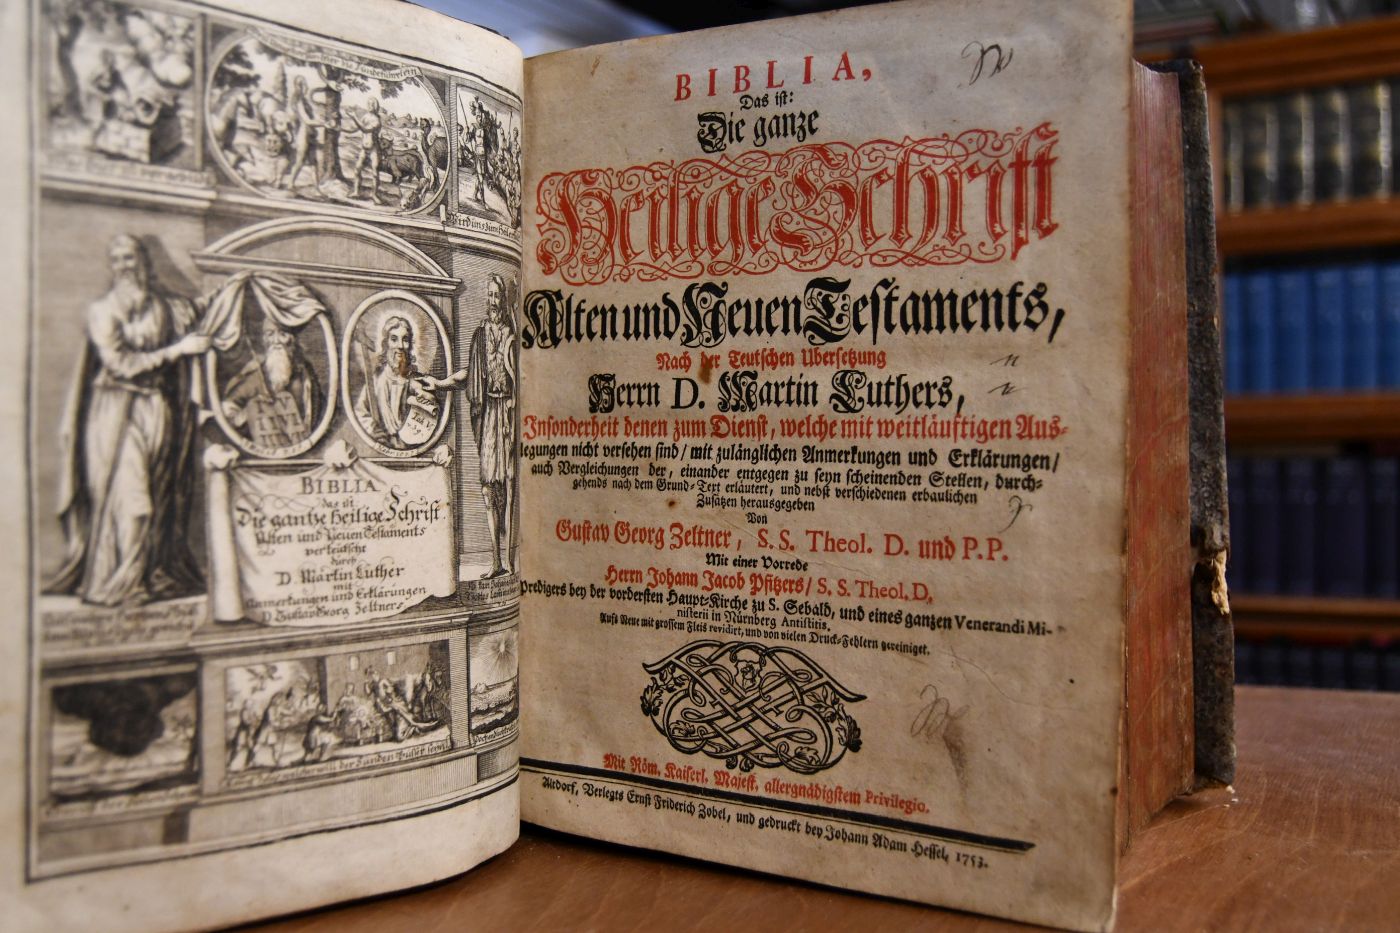 Wird uns zum
BIBLIA
das ist
Die gantze Heilige Schrift
Alten und Neuen Testaments
verteutscht
durch
D. Martin Luther
mit
Anmerkungen und Erklärungen
D Gustav Georg Zeltners
BIBLIA,
Das ist:
Die ganze
Heilige Schrift
Alten und Neuen Testaments,
Nach der Teutschen Ubersetzung
Herrn D. Martin Luthers,
Insonderheit denen zum Dienst, welche mit weitläuftigen Aus-
legungen nicht versehen sind/ mit zulänglichen Anmerkungen und Erklärungen/
auch Vergleichungen der, einander entgegen zu seyn scheinenden Stellen, durch-
gehends nach dem Grund-Text erläutert, und nebst verschiedenen erbaulichen
Zusätzen herausgegeben
Von
Gustav Georg Zeltner, S. S. Theol. D. und P. P.
Mit einer Vorrede
Herrn Johann Jacob Pfitzers/ S. S. Theol. D.
Predigers bey der vordersten Haupt-Kirche zu S. Sebald, und eines ganzen Venerandi Mi-
nisterii in Nürnberg Antistitis.
Aufs Neue mit grossem Fleis revidirt, und von vielen Druck-Fehlern gereiniget.
Mit Röm. Kaiserl. Majest. allergnädigstem Privilegio.
Altdorf, Verlegts Ernst Friderich Zobel, und gedruckt bey Johann Adam Hessel, 1753.